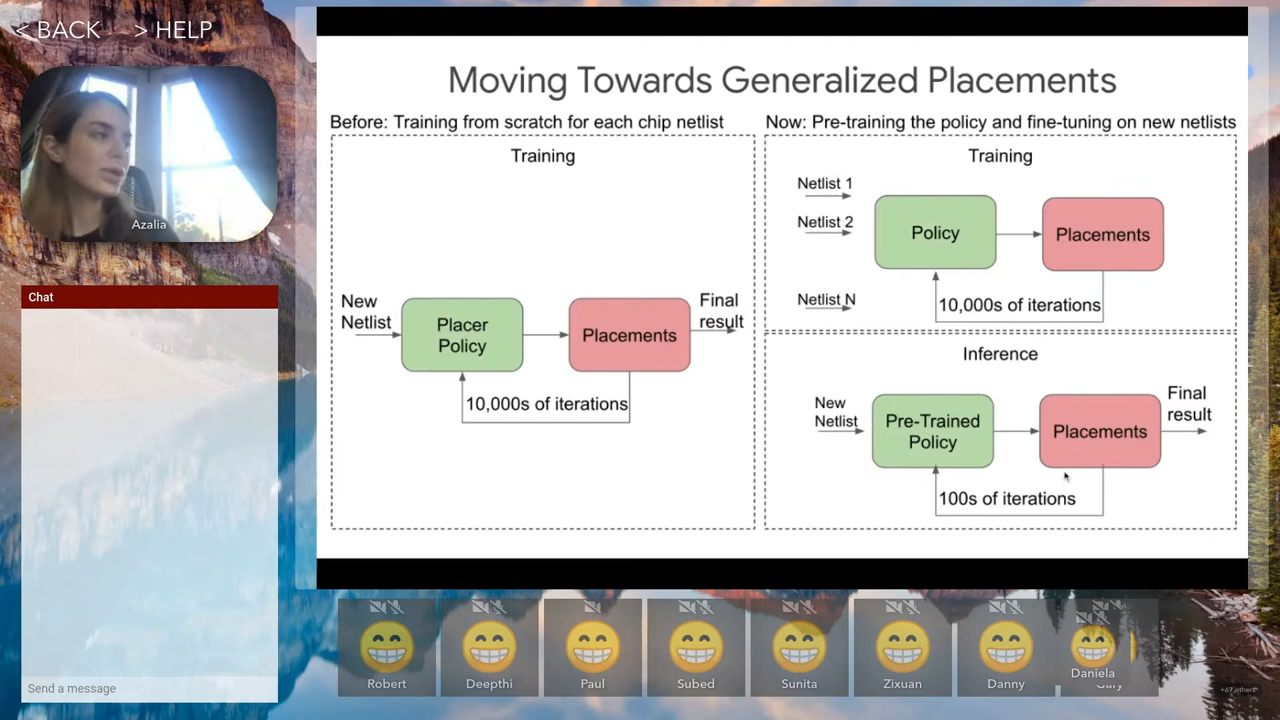 < BACK > HELP
Azalia
Chat
Send a message
Moving Towards Generalized Placements
Before: Training from scratch for each chip netlist
Training
New
Netlist
Placer
Policy
Placements
Final
result
10,000s of iterations
Now: Pre-training the policy and fine-tuning on new netlists
Training
Netlist 1
Netlist 2
Netlist N
Policy
Placements
10,000s of iterations
Inference
New
Netlist
Pre-Trained
Policy
Placements
Final
result
100s of iterations
Robert
Deepthi
Paul
Subed
Sunita
Zixuan
Danny
Daniela
Gary
+67 others